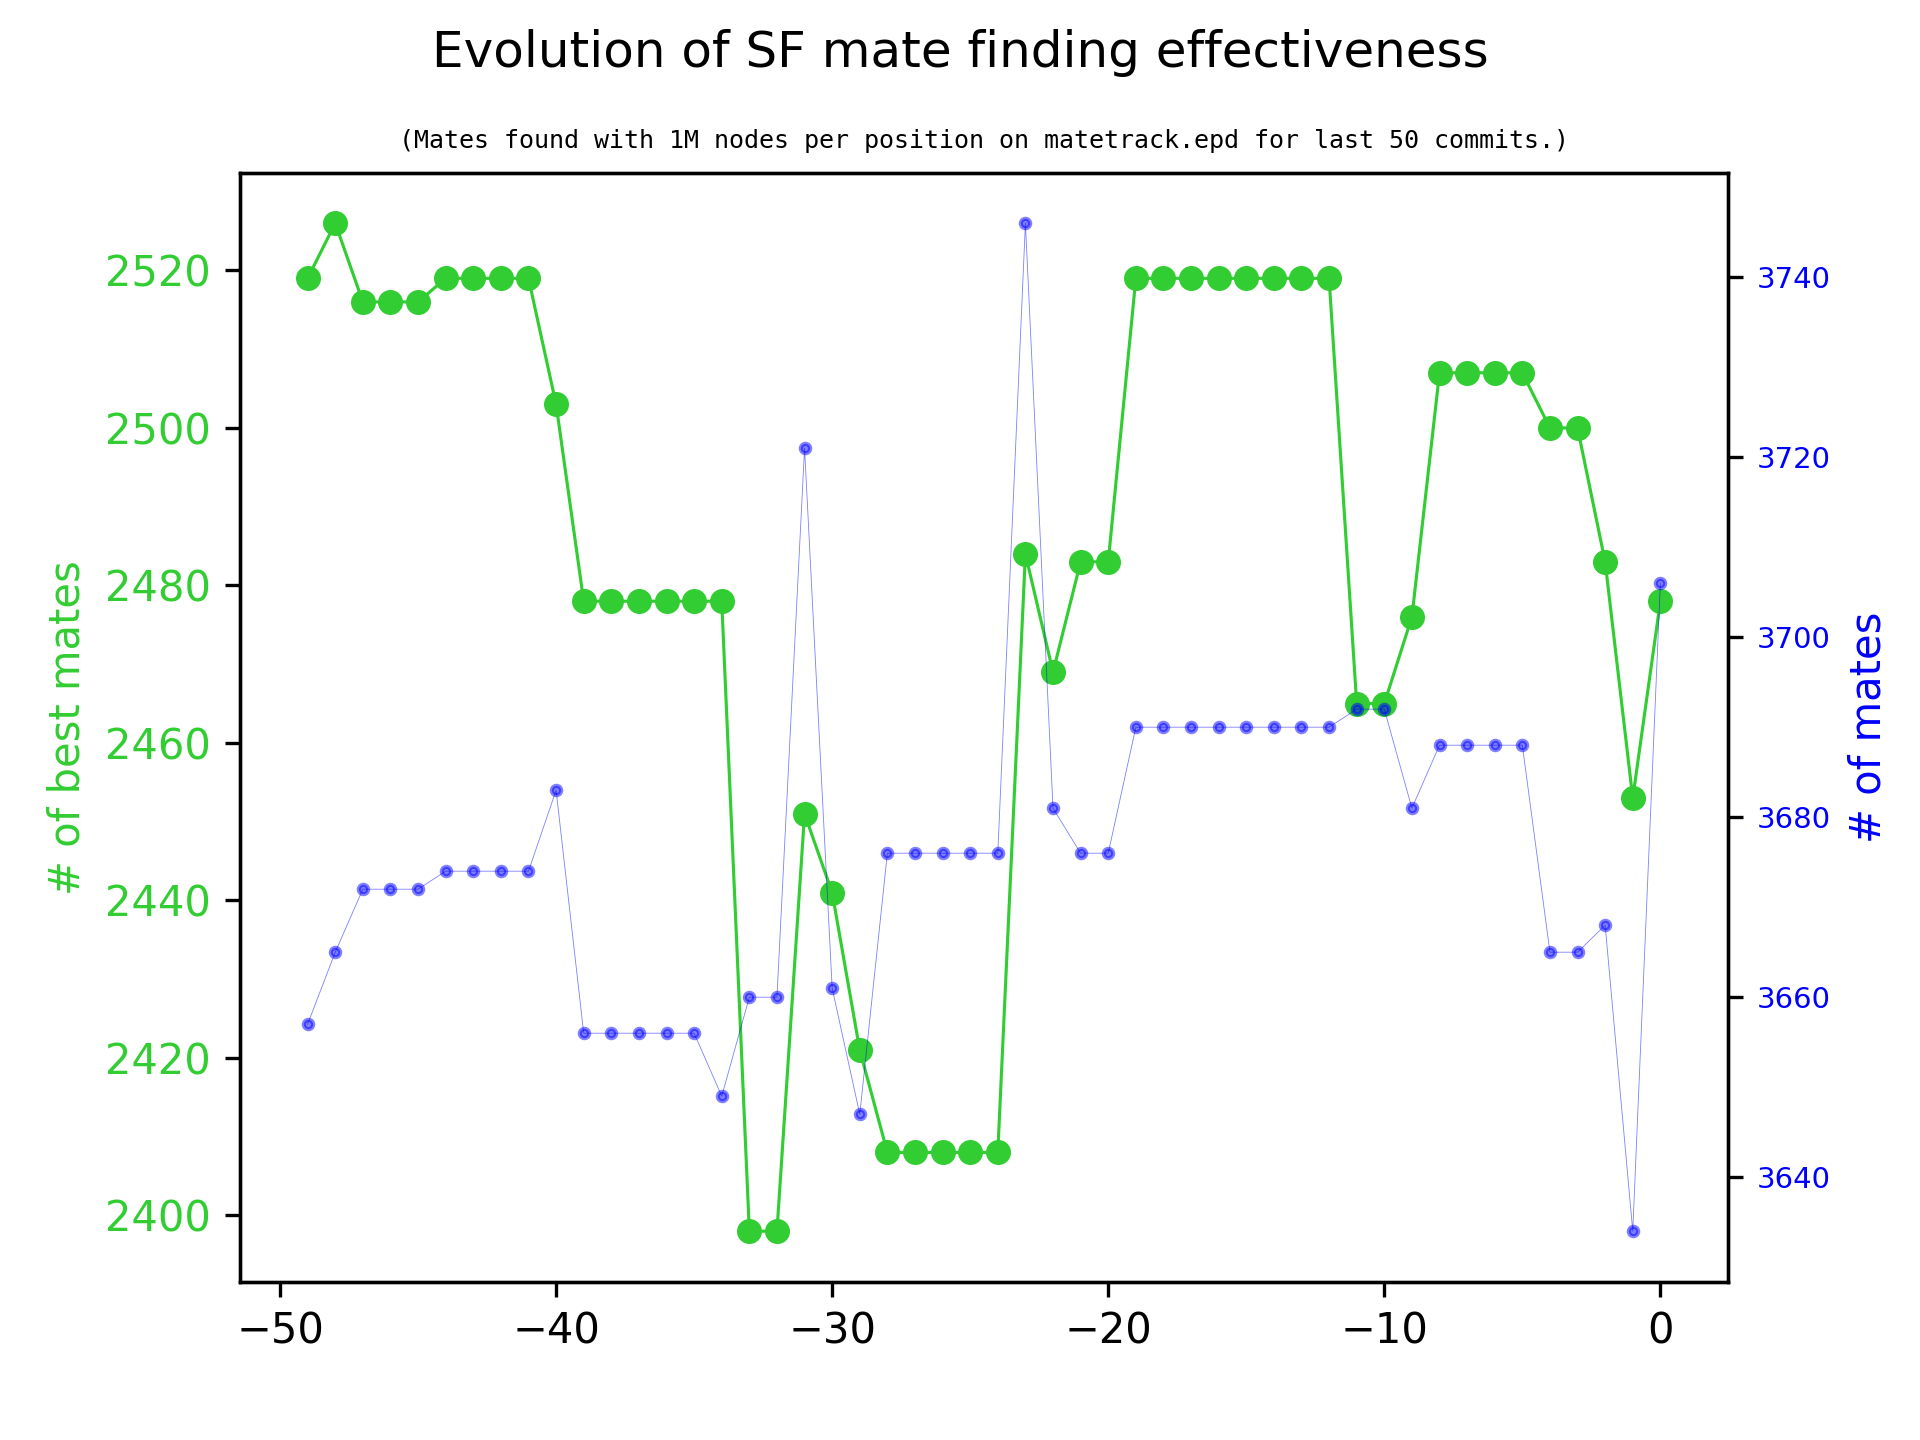 Evolution of SF mate finding effectiveness
(Mates found with 1M nodes per position on matetrack.epd for last 50 commits.)
# of best mates
2520
2500
2480
2460
2440
2420
2400
3740
3720
3700
3680
3660
3640
# of mates
−50 −40 −30 −20 −10 0